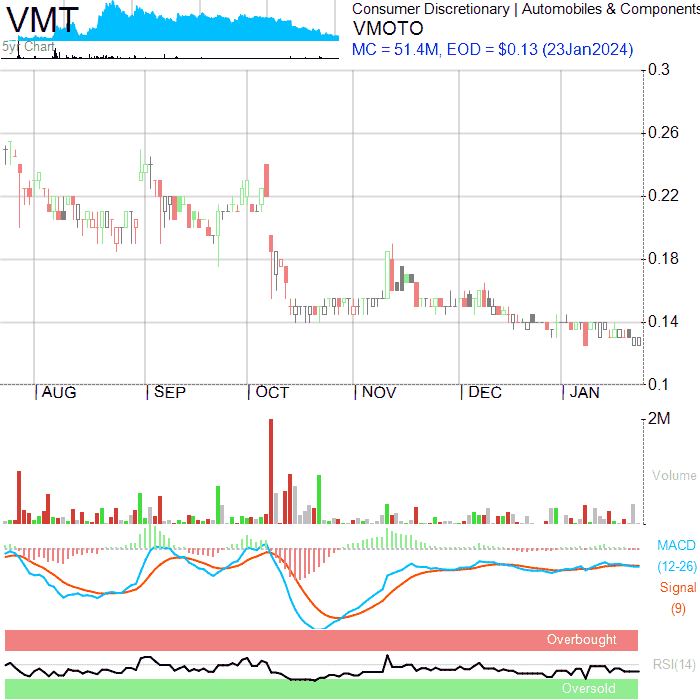 VMT
5yr Chart
Consumer Discretionary | Automobiles & Components
VMOTO
MC = 51.4M, EOD = $0.13 (23Jan2024)
0.3
0.26
0.22
0.18
0.14
0.1
AUG SEP OCT NOV DEC JAN
2M
Volume
MACD
(12-26)
Signal
(9)
Overbought
RSI(14)
Oversold